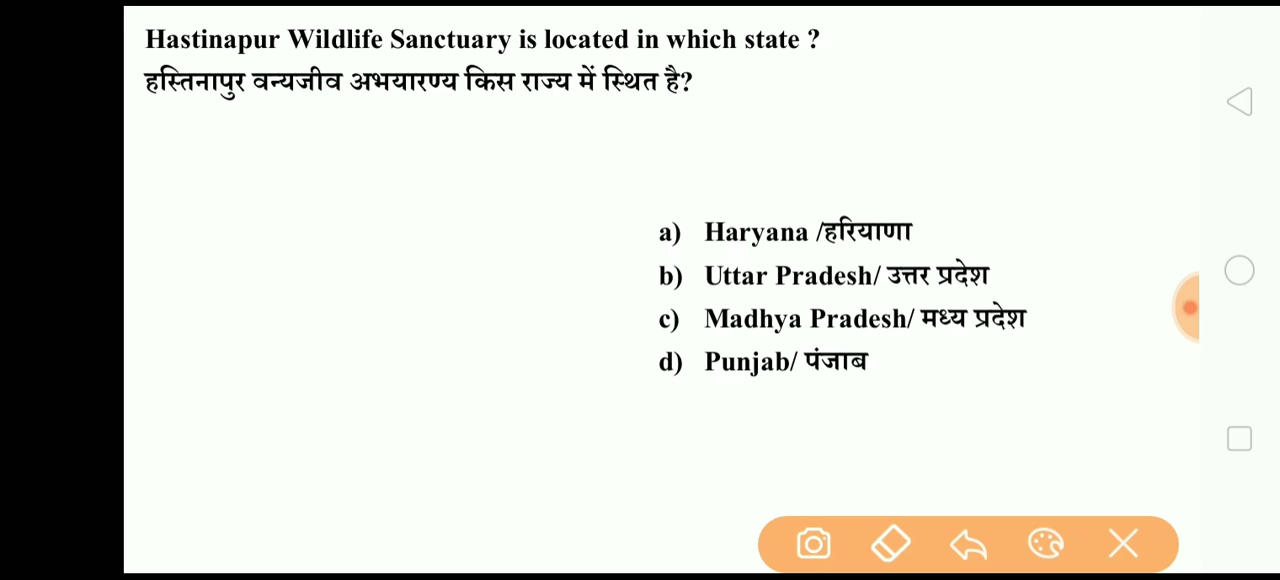 Hastinapur Wildlife Sanctuary is located in which state ?
हस्तिनापुर वन्यजीव अभयारण्य किस राज्य में स्थित है?
a) Haryana /हरियाणा
b) Uttar Pradesh/ उत्तर प्रदेश
c) Madhya Pradesh/ मध्य प्रदेश
d) Punjab/ पंजाब